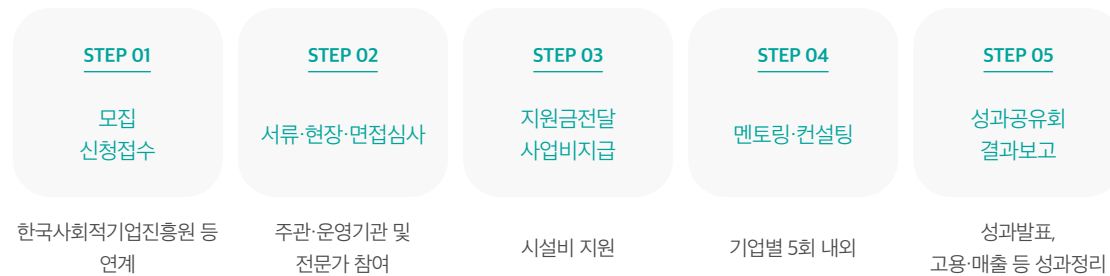 STEP 01
모집
신청접수
한국사회적기업진흥원 등
연계
STEP 02
서류·현장·면접심사
주관·운영기관 및
전문가 참여
STEP 03
지원금전달
사업비지급
시설비 지원
STEP 04
멘토링·컨설팅
기업별 5회 내외
STEP 05
성과공유회
결과보고
성과발표,
고용·매출 등 성과정리